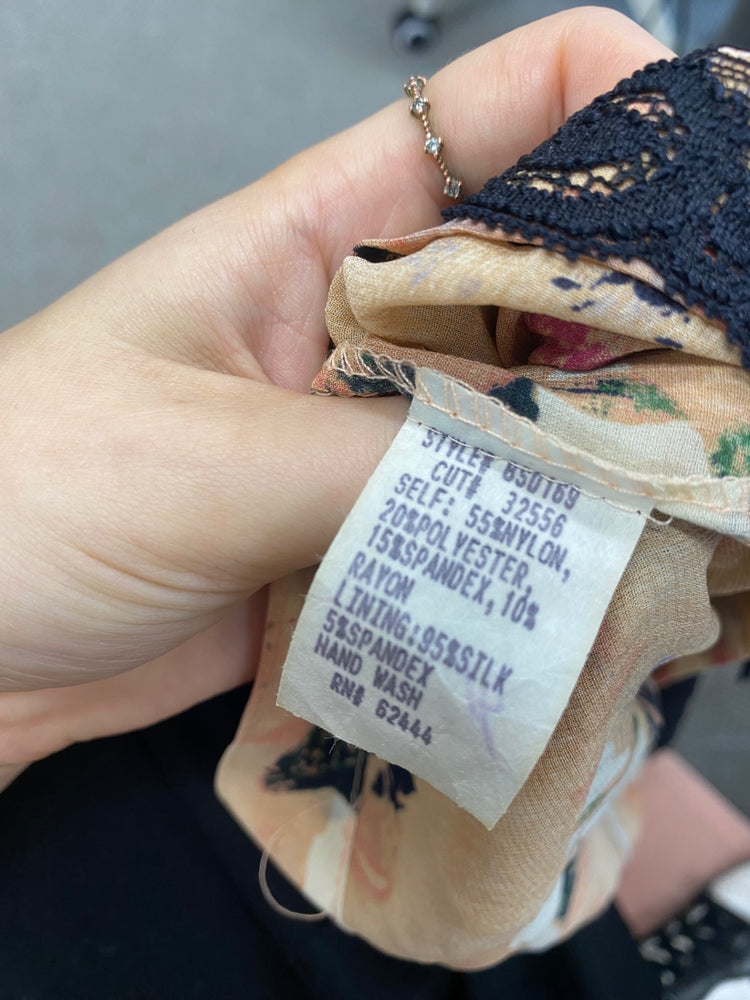 STYLE# 650169
CUT# 32556
SELF: 55%NYLON,
20%POLYESTER,
15%SPANDEX, 10%
RAYON
LINING:95%SILK
5%SPANDEX
HAND WASH
RN# 62444